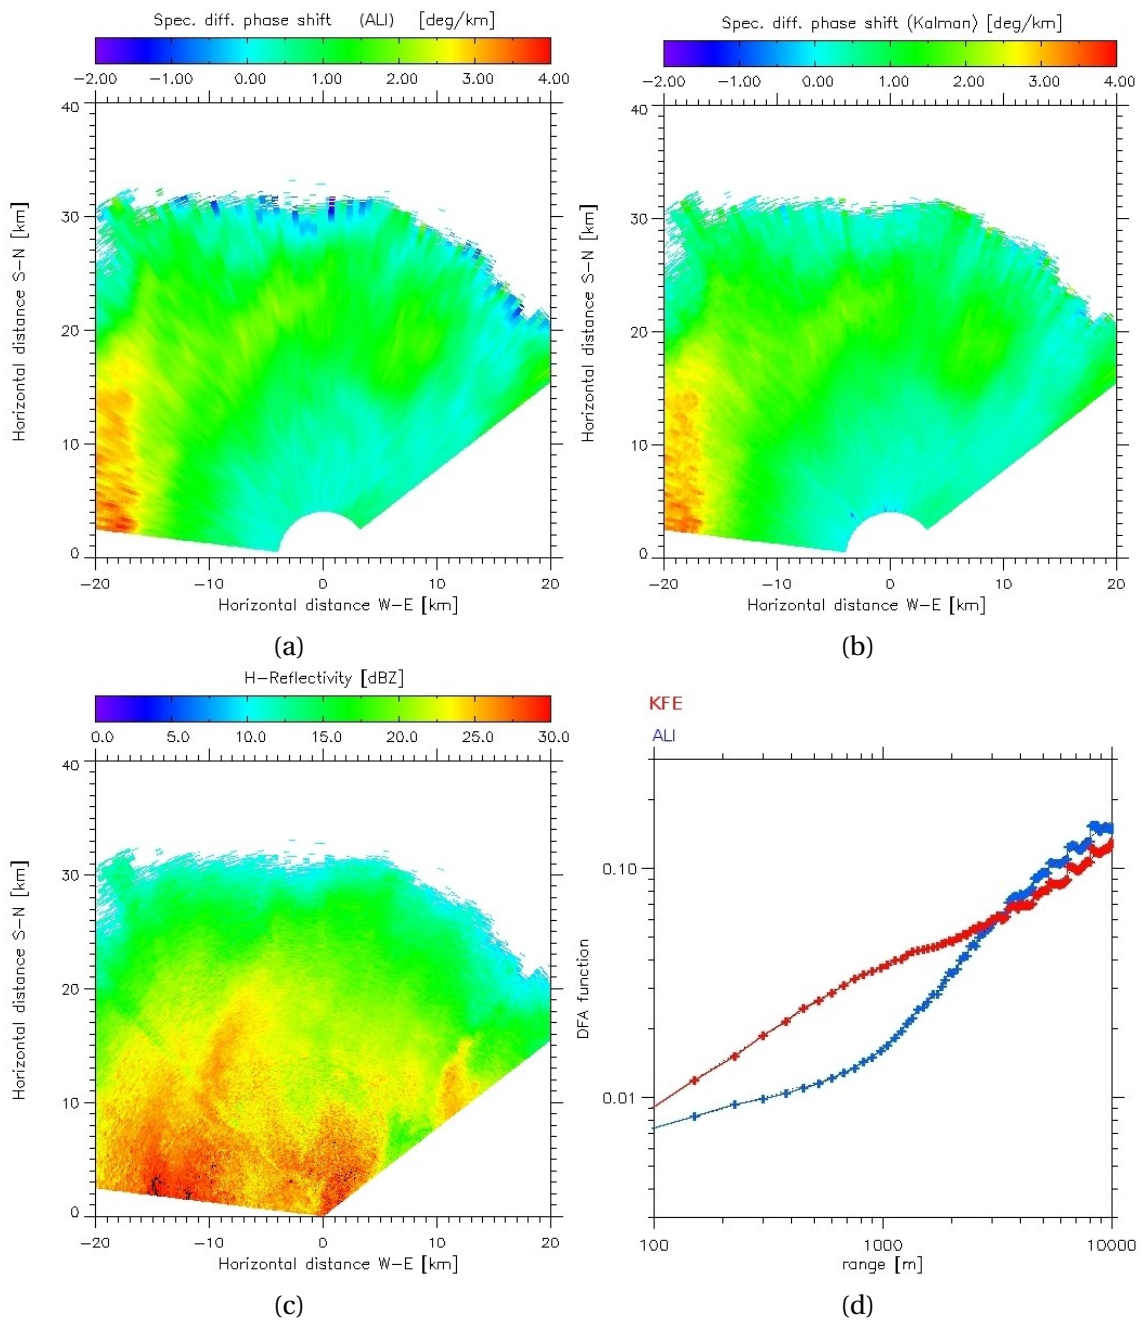 Spec. diff. phase shift (ALI) [deg/km]
-2.00 -1.00 0.00 1.00 2.00 3.00 4.00
40
30
20
10
0
Horizontal distance S-N [km]
-20 -10 0 10 20
Horizontal distance W-E [km]
(a)
Spec. diff. phase shift (Kalman) [deg/km]
-2.00 -1.00 0.00 1.00 2.00 3.00 4.00
40
30
20
10
0
Horizontal distance S-N [km]
-20 -10 0 10 20
Horizontal distance W-E [km]
(b)
H-Reflectivity [dBZ]
0.0 5.0 10.0 15.0 20.0 25.0 30.0
40
30
20
10
0
Horizontal distance S-N [km]
-20 -10 0 10 20
Horizontal distance W-E [km]
(c)
KFE
ALI
0.10
0.01
DFA function
100 1000 10000
range [m]
(d)